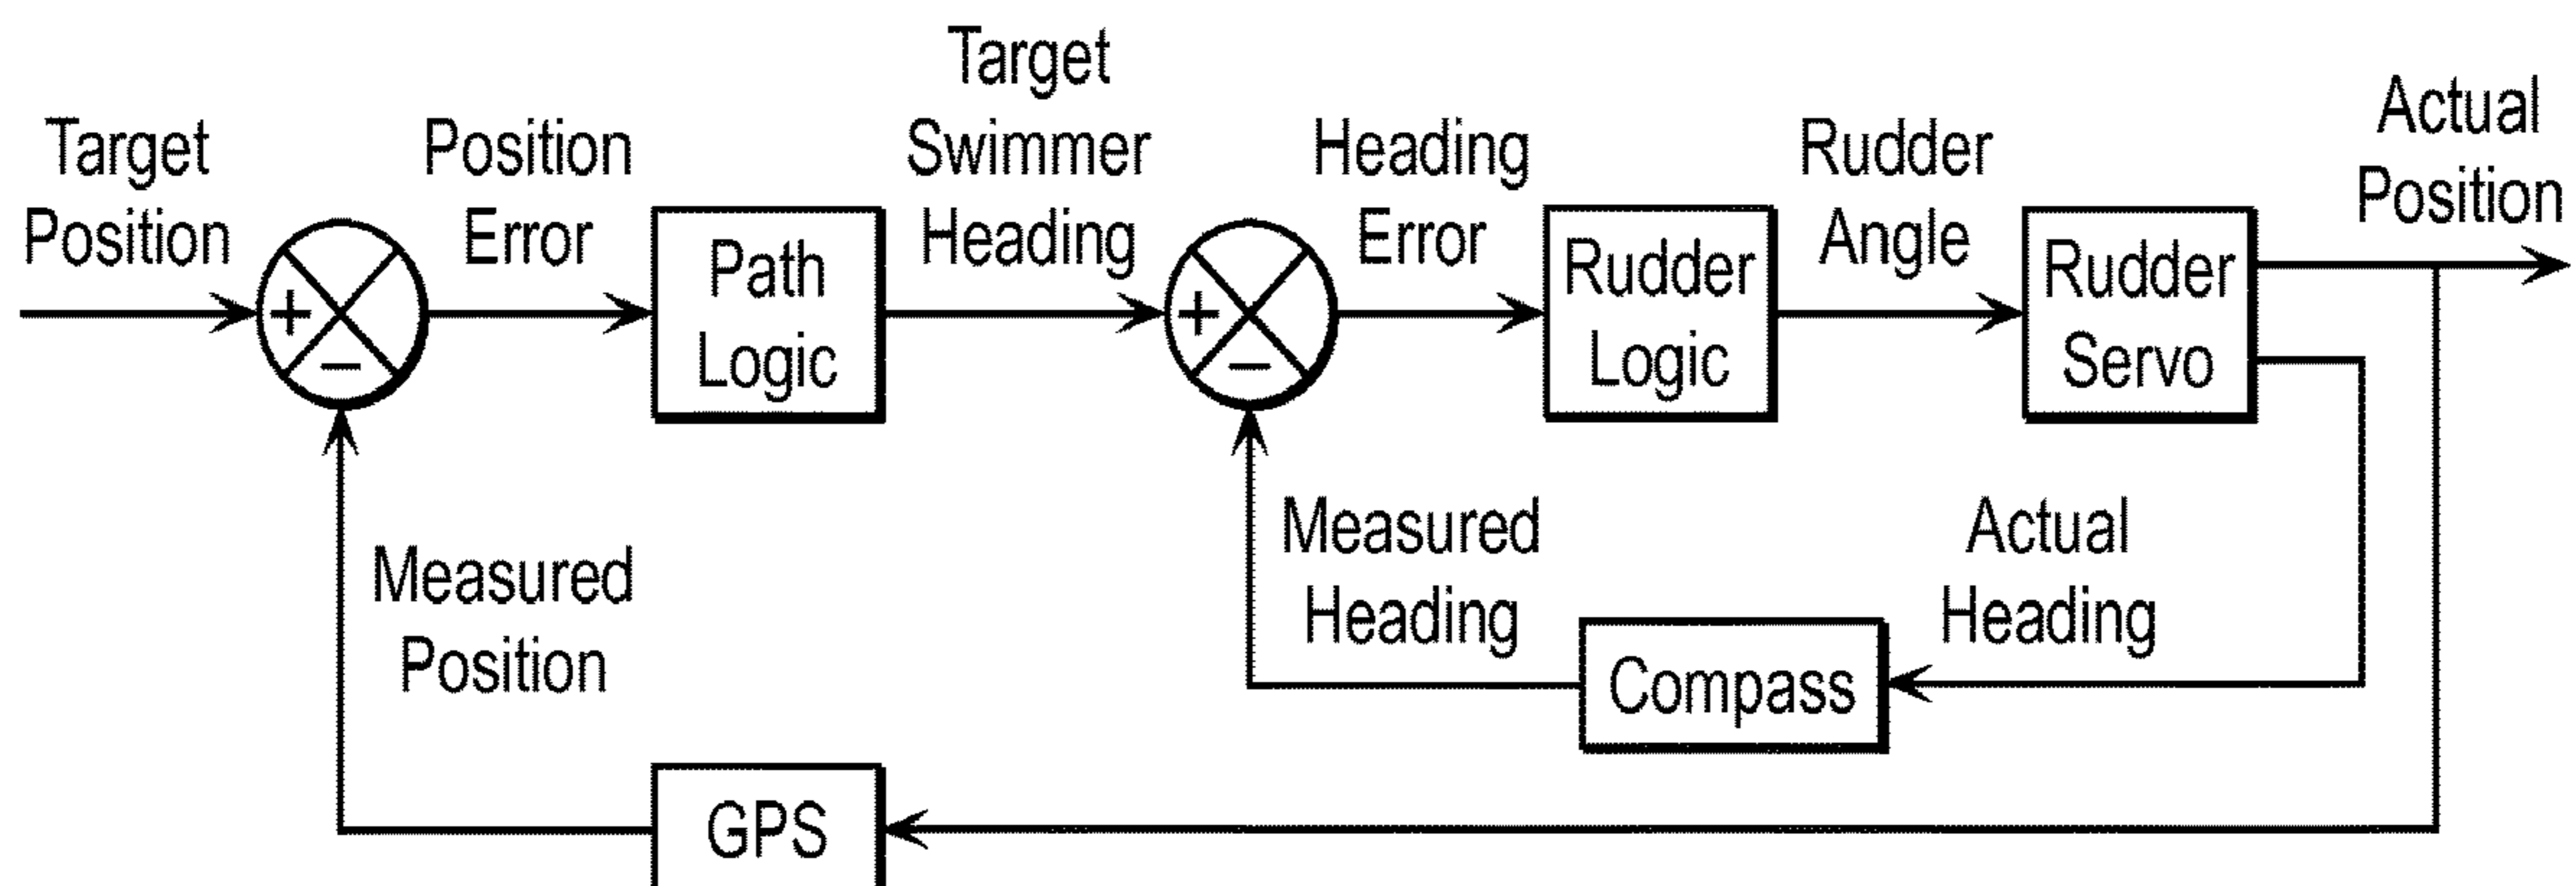 Target
Position
Position
Error
Target
Swimmer
Heading
Heading
Error
Rudder
Angle
Actual
Position
+
−
Path
Logic
+
−
Rudder
Logic
Rudder
Servo
Measured
Position
Measured
Heading
Actual
Heading
Compass
GPS